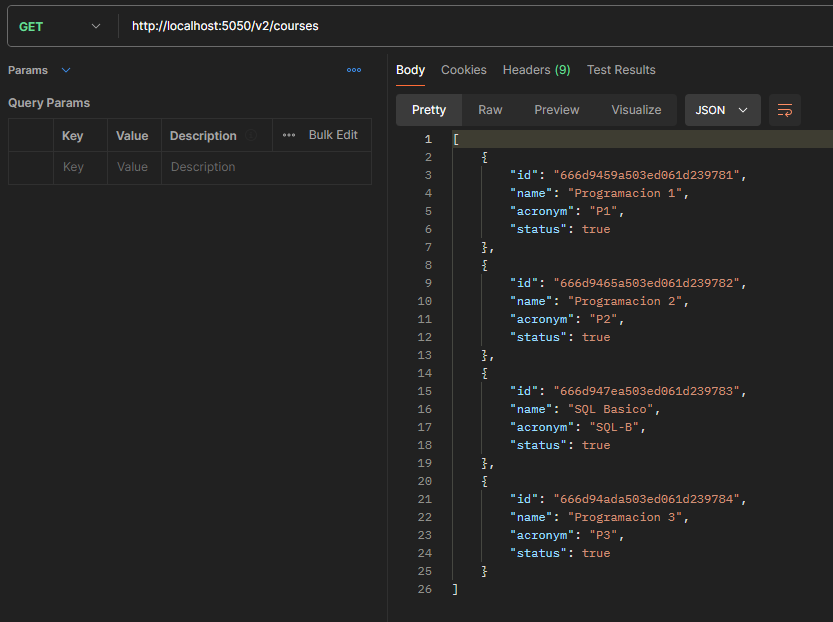 GET http://localhost:5050/v2/courses
Params
Query Params
Key Value Description Bulk Edit
Key Value Description
Body Cookies Headers (9) Test Results
Pretty Raw Preview Visualize JSON
1 [
2 {
3 "id": "666d9459a503ed061d239781",
4 "name": "Programacion 1",
5 "acronym": "P1",
6 "status": true
7 },
8 {
9 "id": "666d9465a503ed061d239782",
10 "name": "Programacion 2",
11 "acronym": "P2",
12 "status": true
13 },
14 {
15 "id": "666d947ea503ed061d239783",
16 "name": "SQL Basico",
17 "acronym": "SQL-B",
18 "status": true
19 },
20 {
21 "id": "666d94ada503ed061d239784",
22 "name": "Programacion 3",
23 "acronym": "P3",
24 "status": true
25 }
26 ]